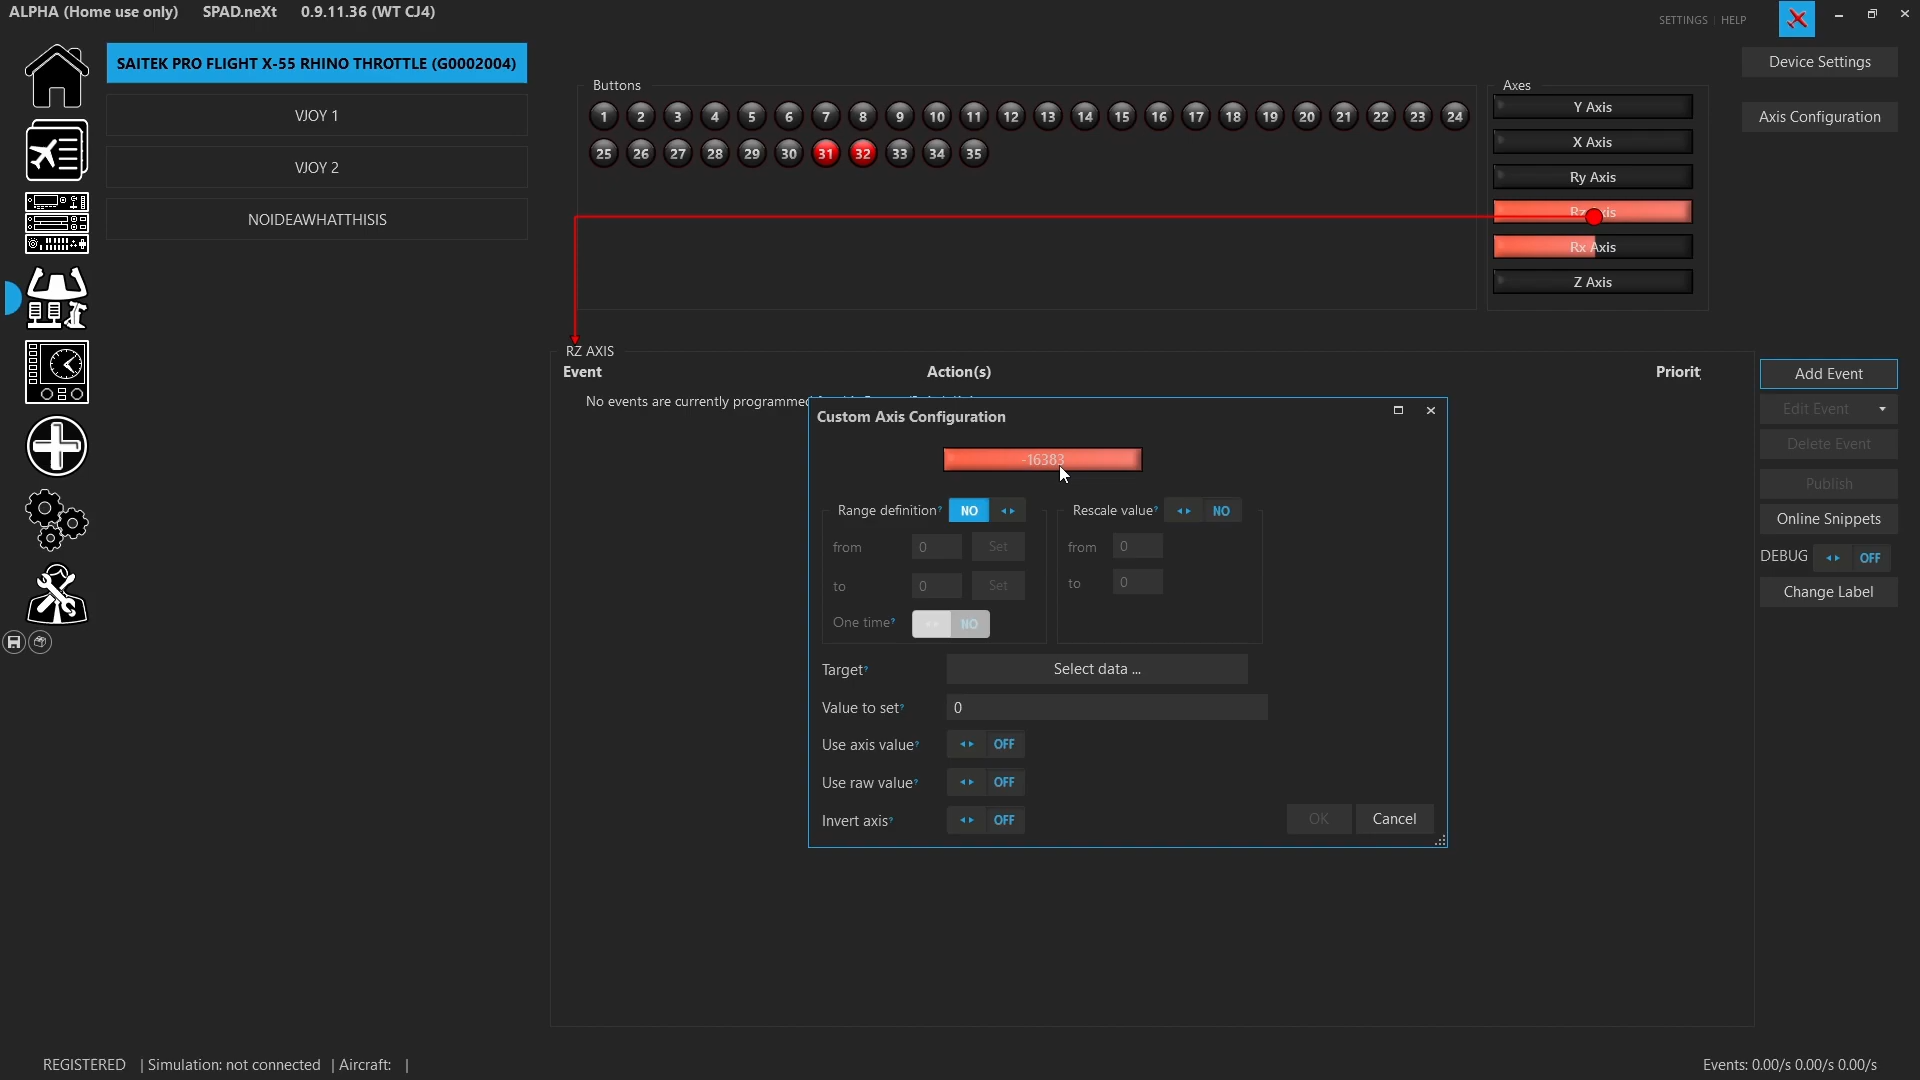 ALPHA (Home use only) SPAD.neXt 0.9.11.36 (WT CJ4)
SETTINGS | HELP
SAITEK PRO FLIGHT X-55 RHINO THROTTLE (G0002004)
VJOY 1
VJOY 2
NOIDEAWHATTHISIS
Buttons
1 2 3 4 5 6 7 8 9 10 11 12 13 14 15 16 17 18 19 20 21 22 23 24
25 26 27 28 29 30 31 32 33 34 35
Axes
Y Axis
X Axis
Ry Axis
Rx Axis
Z Axis
Device Settings
Axis Configuration
RZ AXIS
Event Action(s) Priorit
No events are currently programmed
Add Event
Edit Event
Delete Event
Publish
Online Snippets
DEBUG OFF
Change Label
Custom Axis Configuration
-16383
Range definition? NO
from 0 Set
to 0 Set
One time? NO
Rescale value? NO
from 0
to 0
Target? Select data ...
Value to set? 0
Use axis value? OFF
Use raw value? OFF
Invert axis? OFF
OK Cancel
REGISTERED | Simulation: not connected | Aircraft: |
Events: 0.00/s 0.00/s 0.00/s